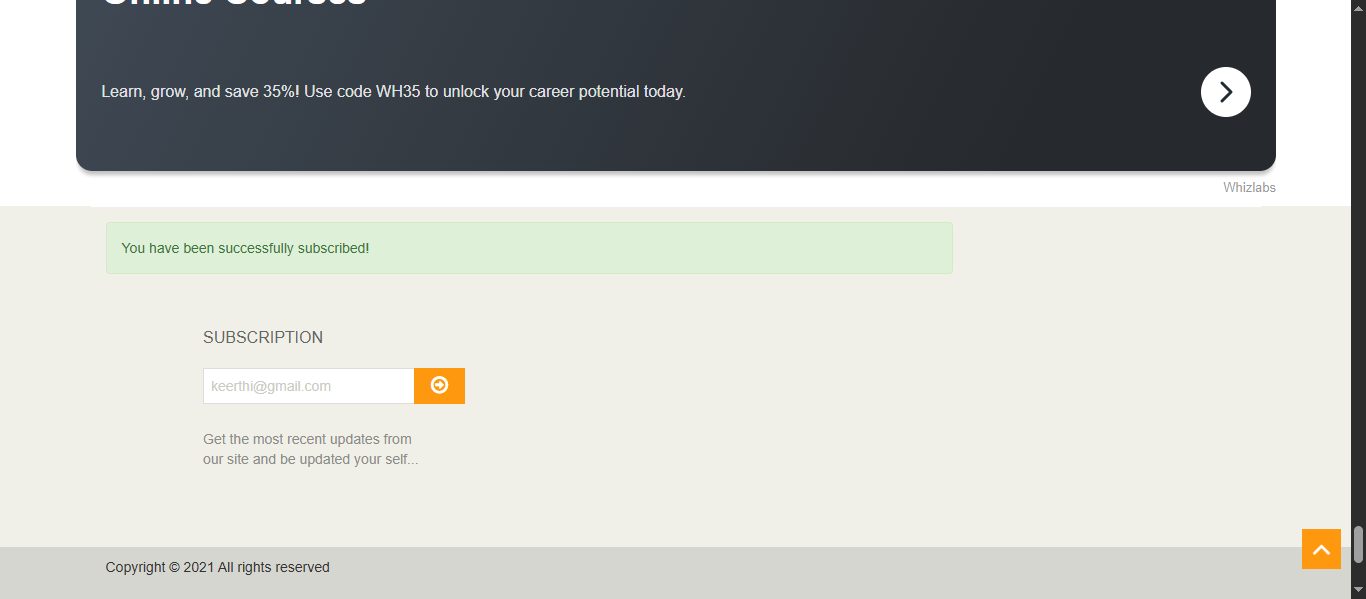 Online Courses
Learn, grow, and save 35%! Use code WH35 to unlock your career potential today.
Whizlabs
You have been successfully subscribed!
SUBSCRIPTION
keerthi@gmail.com
Get the most recent updates from
our site and be updated your self...
Copyright © 2021 All rights reserved